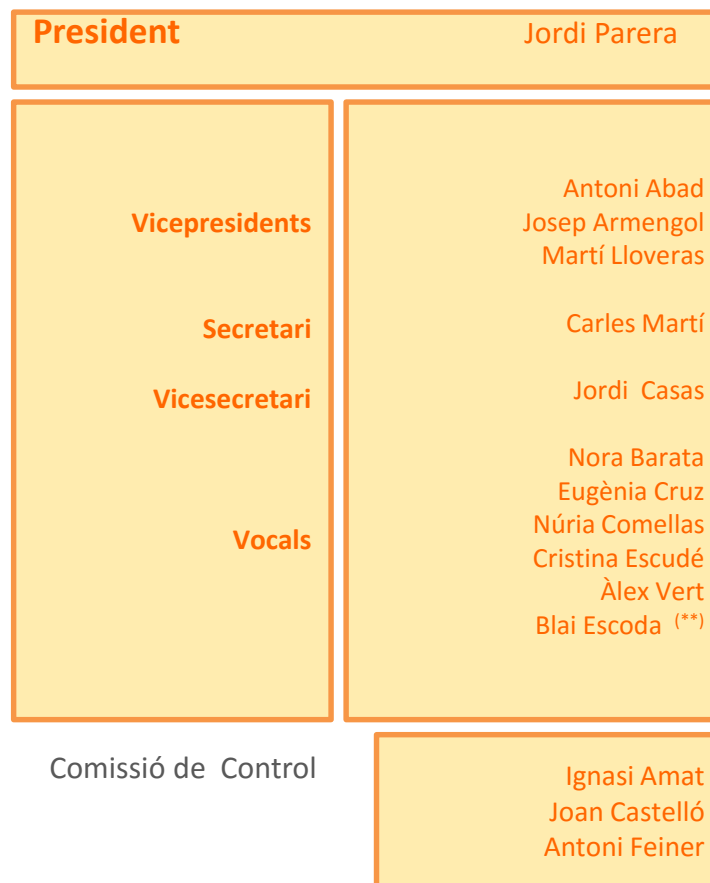 President Jordi Parera
Vicepresidents
Antoni Abad
Josep Armengol
Martí Lloveras
Secretari Carles Martí
Vicesecretari Jordi Casas
Vocals
Nora Barata
Eugènia Cruz
Núria Comellas
Cristina Escudé
Àlex Vert
Blai Escoda (**)
Comissió de Control
Ignasi Amat
Joan Castelló
Antoni Feiner